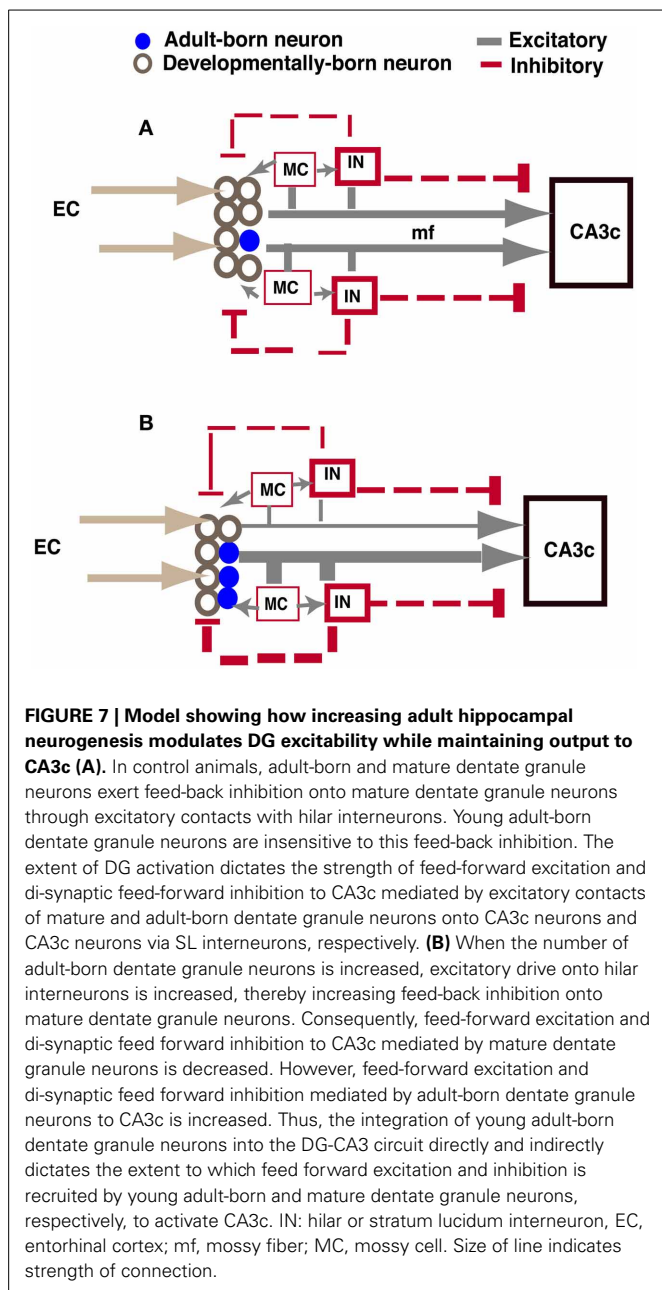 Adult-born neuron
Excitatory
Developmentally-born neuron
Inhibitory
A
IN
MC
EC
mf
CA3c
MC
IN
B
IN
MC
EC
CA3c
MC
IN
FIGURE 7 | Model showing how increasing adult hippocampal
neurogenesis modulates DG excitability while maintaining output to
CA3c (A). In control animals, adult-born and mature dentate granule
neurons exert feed-back inhibition onto mature dentate granule neurons
through excitatory contacts with hilar interneurons. Young adult-born
dentate granule neurons are insensitive to this feed-back inhibition. The
extent of DG activation dictates the strength of feed-forward excitation and
di-synaptic feed-forward inhibition to CA3c mediated by excitatory contacts
of mature and adult-born dentate granule neurons onto CA3c neurons and
CA3c neurons via SL interneurons, respectively. (B) When the number of
adult-born dentate granule neurons is increased, excitatory drive onto hilar
interneurons is increased, thereby increasing feed-back inhibition onto
mature dentate granule neurons. Consequently, feed-forward excitation and
di-synaptic feed forward inhibition to CA3c mediated by mature dentate
granule neurons is decreased. However, feed-forward excitation and
di-synaptic feed forward inhibition mediated by adult-born dentate granule
neurons to CA3c is increased. Thus, the integration of young adult-born
dentate granule neurons into the DG-CA3 circuit directly and indirectly
dictates the extent to which feed forward excitation and inhibition is
recruited by young adult-born and mature dentate granule neurons,
respectively, to activate CA3c. IN: hilar or stratum lucidum interneuron, EC,
entorhinal cortex; mf, mossy fiber; MC, mossy cell. Size of line indicates
strength of connection.